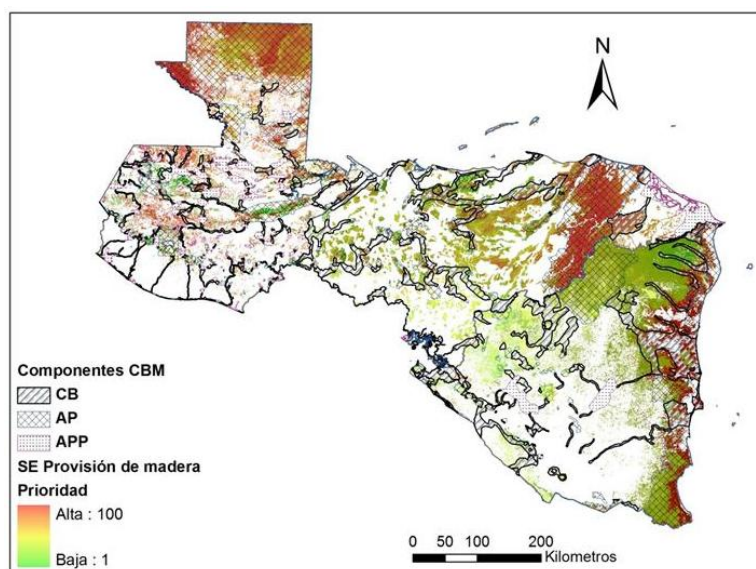 N
Componentes CBM
CB
AP
APP
SE Provisión de madera
Prioridad
Alta : 100
Baja : 1
0 50 100 200
Kilometros